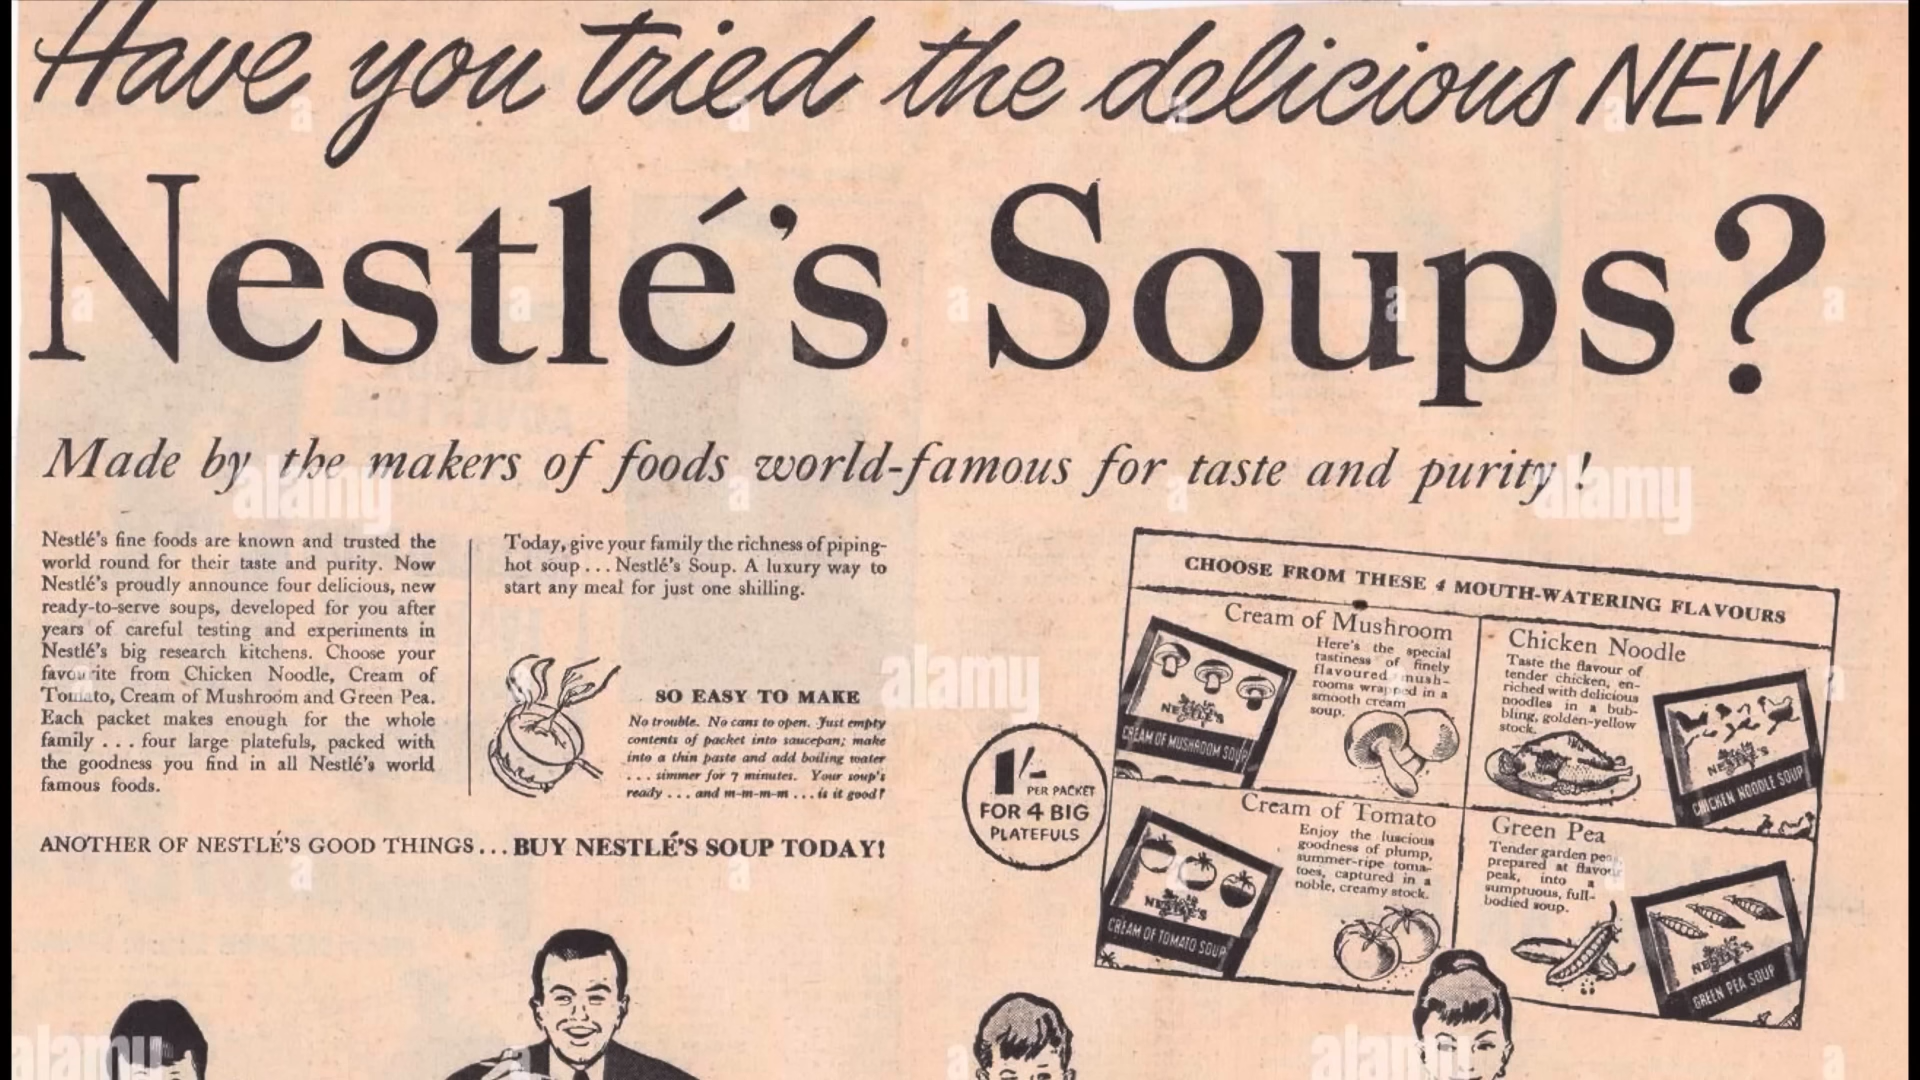 Have you tried the delicious NEW
Nestlé's Soups?
Made by the makers of foods world-famous for taste and purity!
Nestlé's fine foods are known and trusted the
world round for their taste and purity. Now
Nestlé's proudly announce four delicious, new
ready-to-serve soups, developed for you after
years of careful testing and experiments in
Nestlé's big research kitchens. Choose your
favourite from Chicken Noodle, Cream of
Tomato, Cream of Mushroom and Green Pea.
Each packet makes enough for the whole
family ... four large platefuls, packed with
the goodness you find in all Nestlé's world
famous foods.
Today, give your family the richness of piping-
hot soup ... Nestlé's Soup. A luxury way to
start any meal for just one shilling.
SO EASY TO MAKE
No trouble. No cans to open. Just empty
contents of packet into saucepan; make
into a thin paste and add boiling water
... simmer for 7 minutes. Your soup's
ready ... and m-m-m-m ... is it good!
ANOTHER OF NESTLÉ'S GOOD THINGS... BUY NESTLÉ'S SOUP TODAY!
1/-
PER PACKET
FOR 4 BIG
PLATEFULS
CHOOSE FROM THESE 4 MOUTH-WATERING FLAVOURS
Cream of Mushroom
Here's the special
tastiness of finely
flavoured mush-
rooms wrapped in a
smooth cream
soup.
NESTLÉ'S
CREAM OF MUSHROOM SOUP
Chicken Noodle
Taste the flavour of
tender chicken, en-
riched with delicious
noodles in a bub-
bling, golden-yellow
stock.
NESTLÉ'S
CHICKEN NOODLE SOUP
Cream of Tomato
Enjoy the luscious
goodness of plump,
summer-ripe toma-
toes, captured in a
noble, creamy stock.
NESTLÉ'S
CREAM OF TOMATO SOUP
Green Pea
Tender garden peas
prepared at flavour
peak, into a
sumptuous, full-
bodied soup.
NESTLÉ'S
GREEN PEA SOUP
alamy
alamy
alamy
alamy
alamy